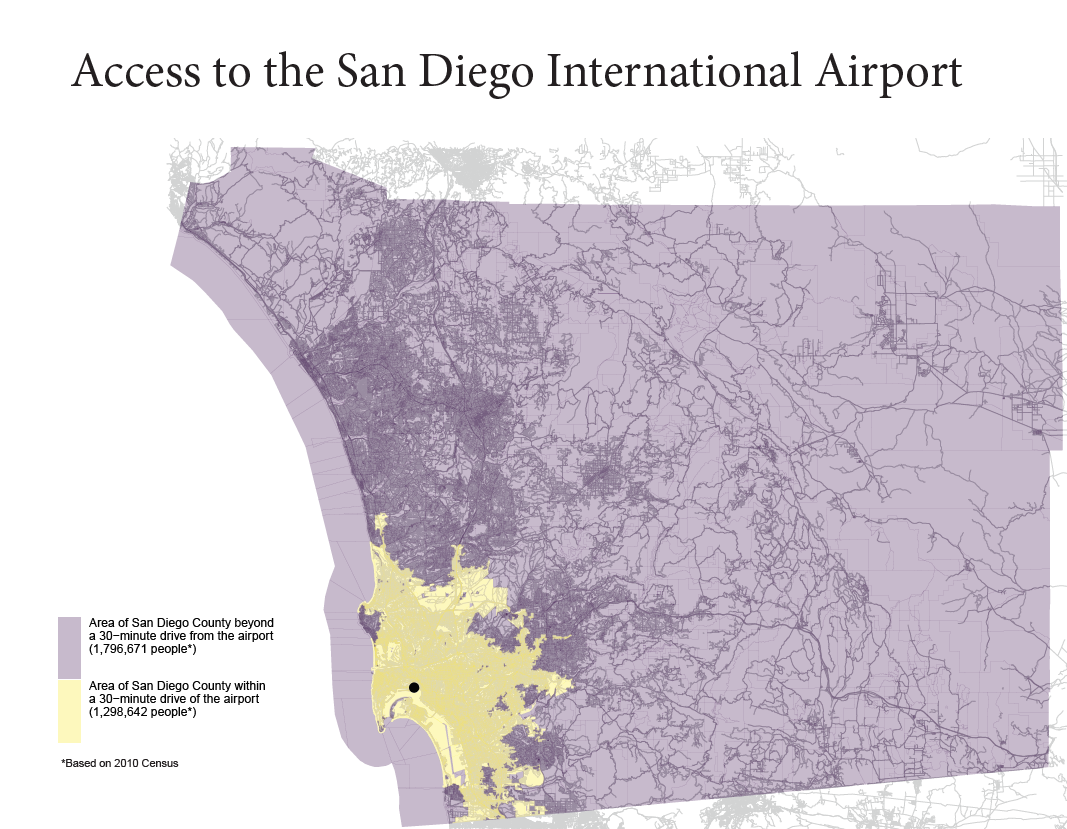 Access to the San Diego International Airport
Area of San Diego County beyond
a 30−minute drive from the airport
(1,796,671 people*)
Area of San Diego County within
a 30−minute drive of the airport
(1,298,642 people*)
*Based on 2010 Census